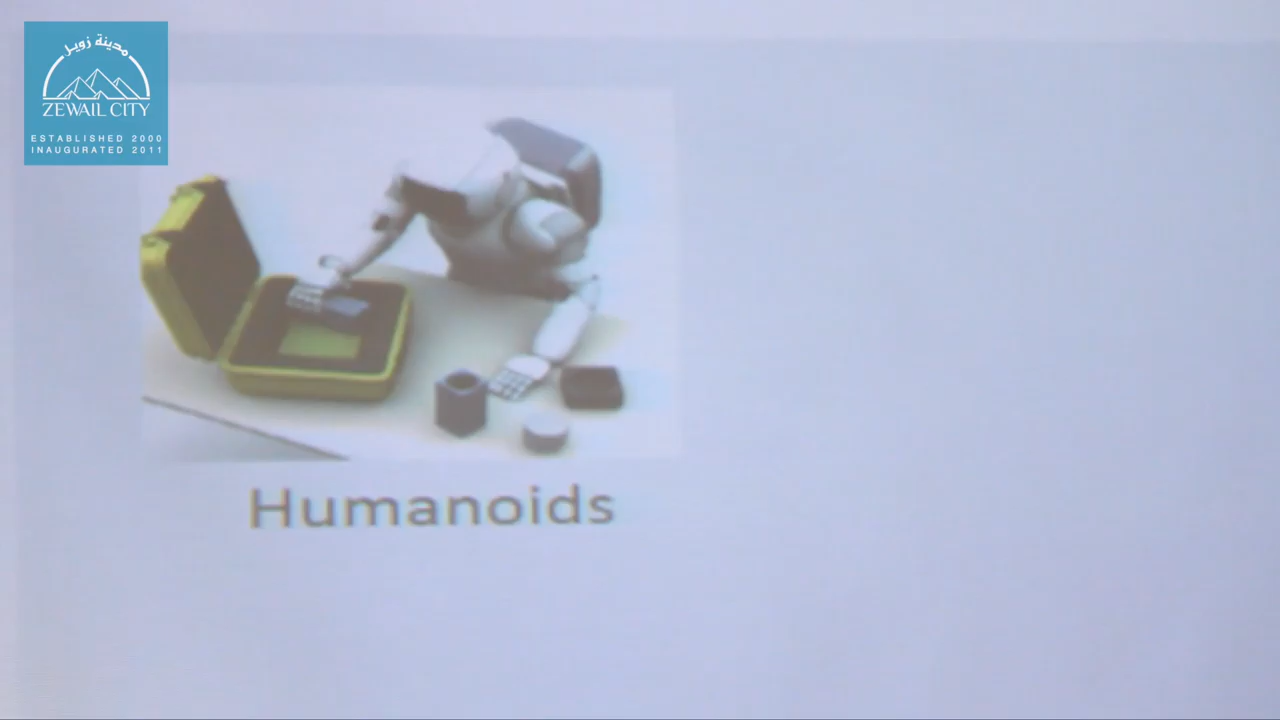 مدينة زويل
ZEWAIL CITY
ESTABLISHED 2000
INAUGURATED 2011
Humanoids